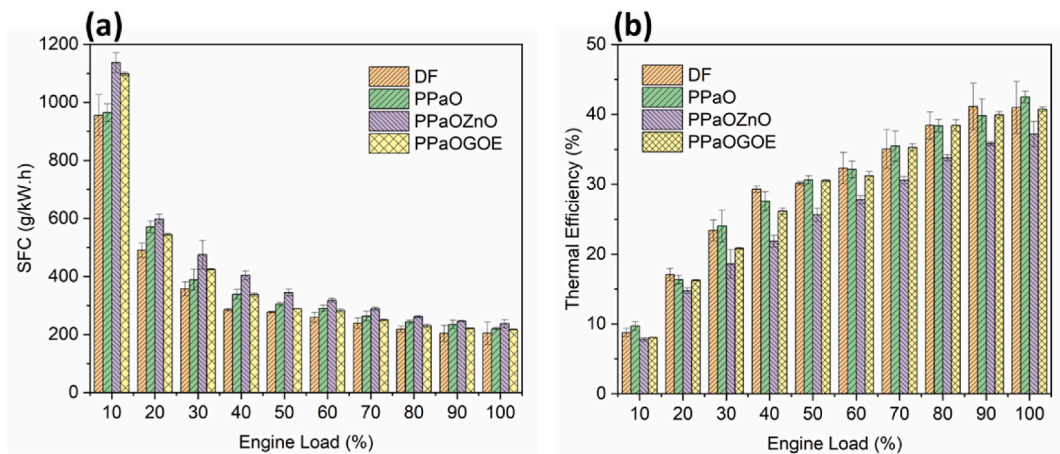 (a)
SFC (g/kW.h)
1200
1000
800
600
400
200
0
DF
PPaO
PPaOZnO
PPaOGOE
10 20 30 40 50 60 70 80 90 100
Engine Load (%)
(b)
Thermal Efficiency (%)
50
40
30
20
10
0
DF
PPaO
PPaOZnO
PPaOGOE
10 20 30 40 50 60 70 80 90 100
Engine Load (%)